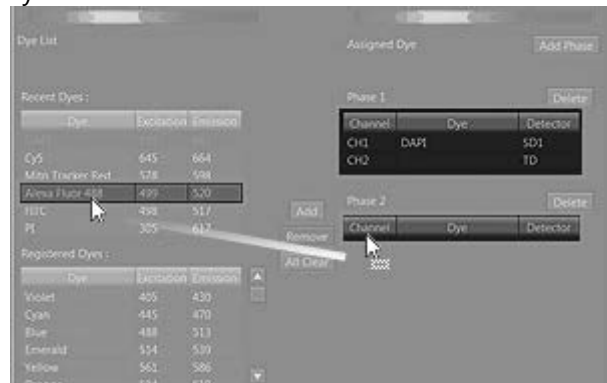 Dye List
Recent Dyes :
Dye Excitation Emission
Cy5 645 664
Mito Tracker Red 578 598
Alexa Fluor 488 499 520
FITC 498 517
PI 305 617
Registered Dyes :
Dye Excitation Emission
Violet 405 430
Cyan 445 470
Blue 488 513
Emerald 514 539
Yellow 561 586
Add
Remove
All Clear
Assigned Dye Add Phase
Phase 1 Delete
Channel Dye Detector
CH1 DAPI SD1
CH2 TD
Phase 2 Delete
Channel Dye Detector